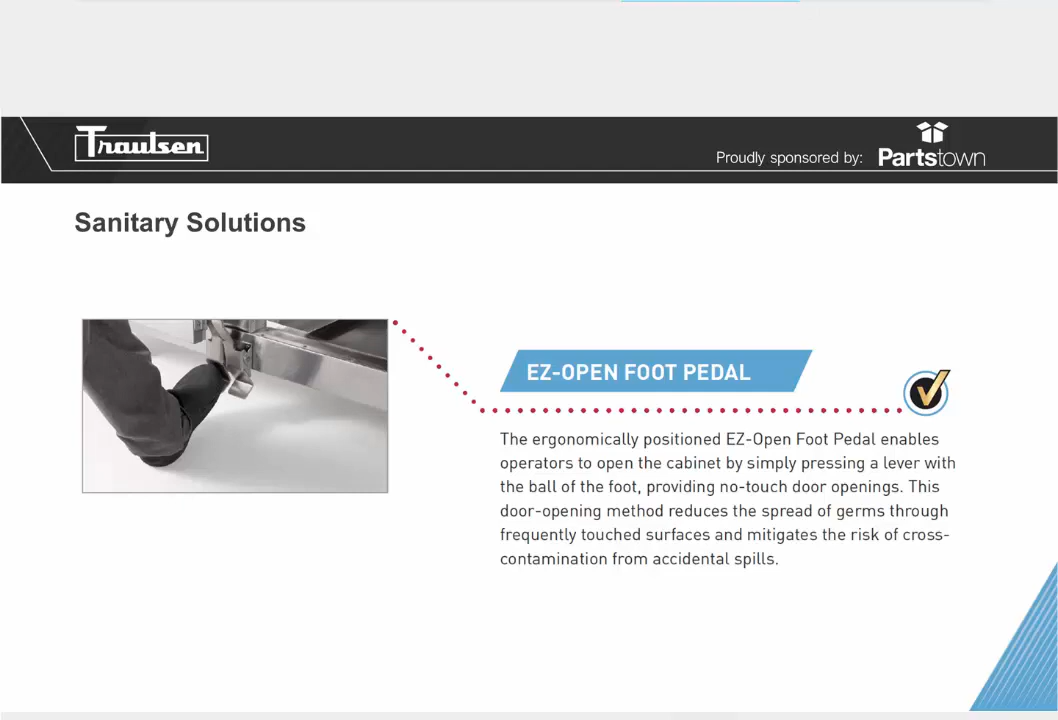 Traulsen
Proudly sponsored by: Partstown
Sanitary Solutions
EZ-OPEN FOOT PEDAL
The ergonomically positioned EZ-Open Foot Pedal enables
operators to open the cabinet by simply pressing a lever with
the ball of the foot, providing no-touch door openings. This
door-opening method reduces the spread of germs through
frequently touched surfaces and mitigates the risk of cross-
contamination from accidental spills.